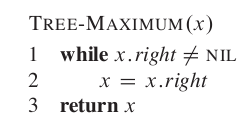 TREE-MAXIMUM(x)
1 while x.right ≠ NIL
2 x = x.right
3 return x